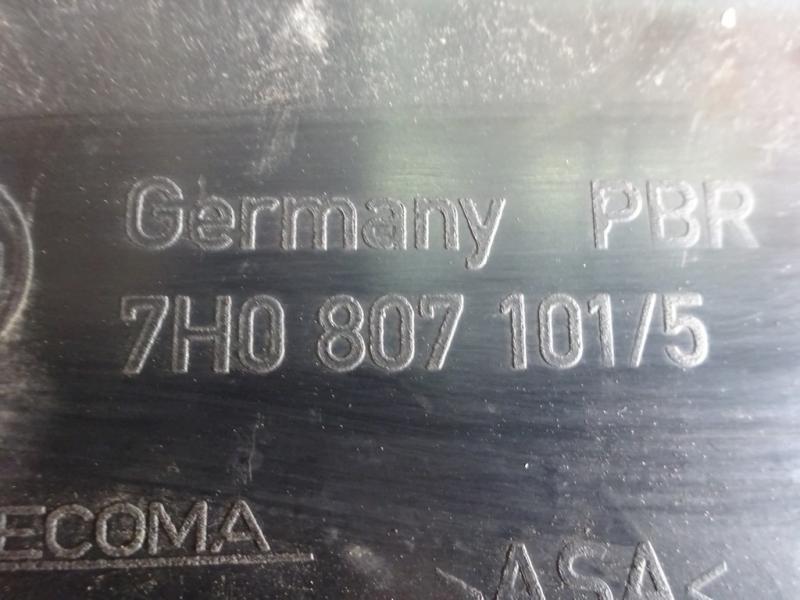 Germany PBR
7H0 807 101/5
ECOMA
>ASA<